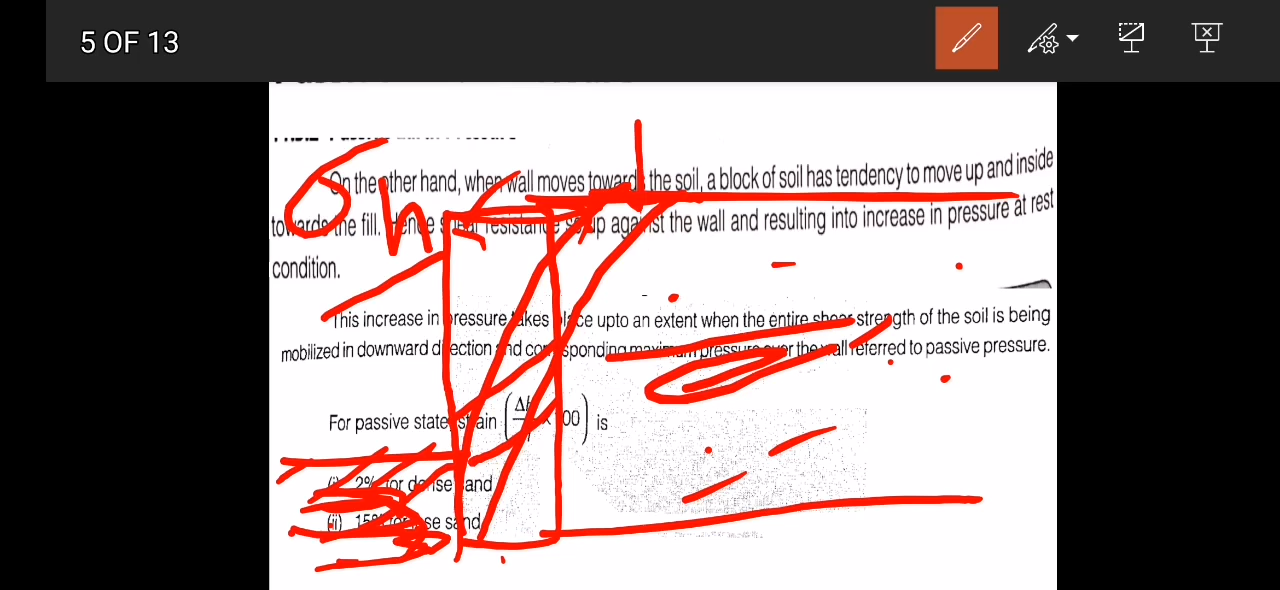 5 OF 13
On the other hand, when wall moves towards the soil, a block of soil has tendency to move up and inside
towards the fill. Hence shear resistance set up against the wall and resulting into increase in pressure at rest
condition.
This increase in pressure takes place upto an extent when the entire shear strength of the soil is being
mobilized in downward direction and corresponding maximum pressure over the wall referred to passive pressure.
For passive state strain is
(i) 2% for dense sand
(ii) 15% sand
σh